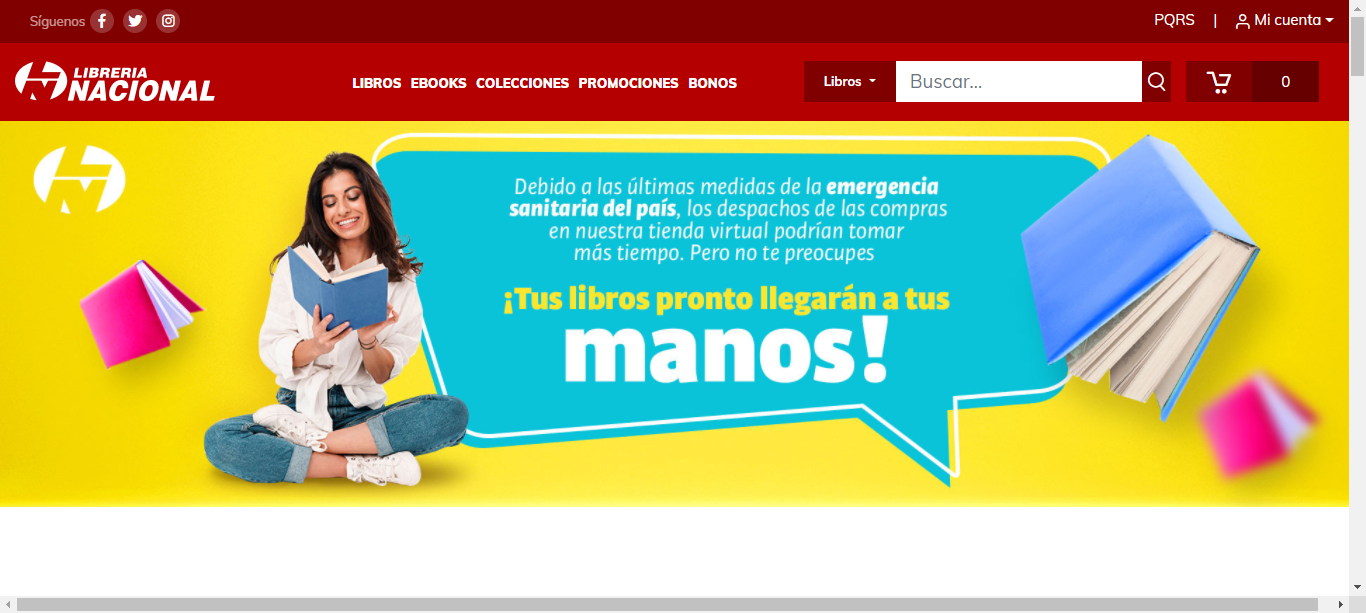 Síguenos
PQRS | Mi cuenta
LIBRERIA
NACIONAL
LIBROS EBOOKS COLECCIONES PROMOCIONES BONOS
Libros
Buscar...
0
Debido a las últimas medidas de la emergencia
sanitaria del país, los despachos de las compras
en nuestra tienda virtual podrían tomar
más tiempo. Pero no te preocupes
¡Tus libros pronto llegarán a tus
manos!